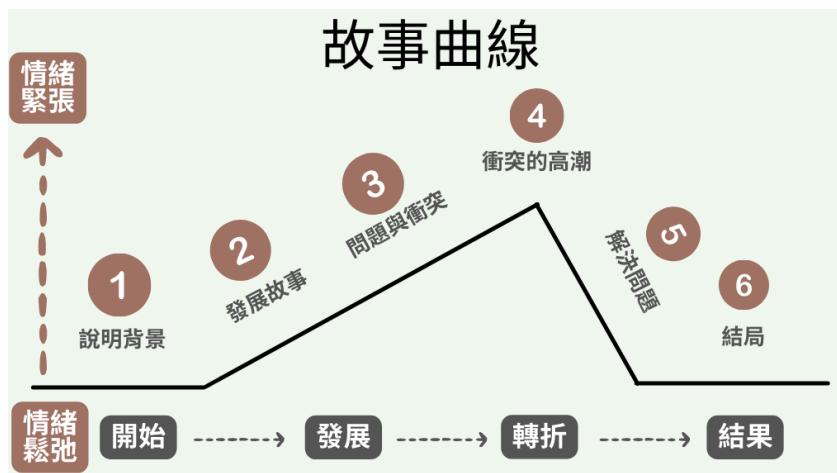 故事曲線
情緒
緊張
1
說明背景
2
發展故事
3
問題與衝突
4
衝突的高潮
5
解決問題
6
結局
情緒
鬆弛
開始
發展
轉折
結果